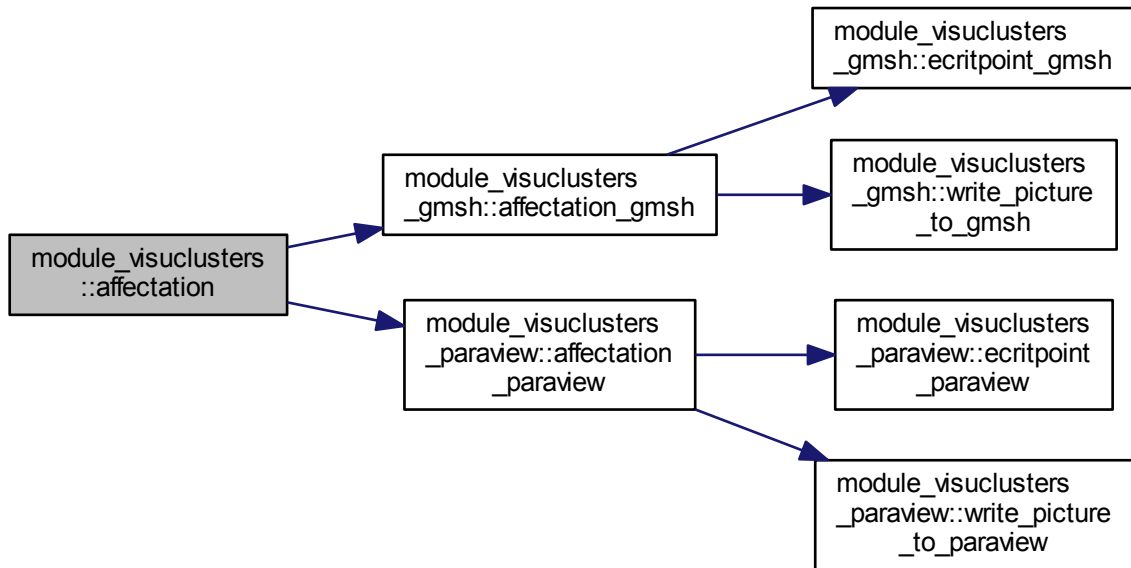 module_visuclusters
::affectation
module_visuclusters
_gmsh::affectation_gmsh
module_visuclusters
_gmsh::ecritpoint_gmsh
module_visuclusters
_gmsh::write_picture
_to_gmsh
module_visuclusters
_paraview::affectation
_paraview
module_visuclusters
_paraview::ecritpoint
_paraview
module_visuclusters
_paraview::write_picture
_to_paraview